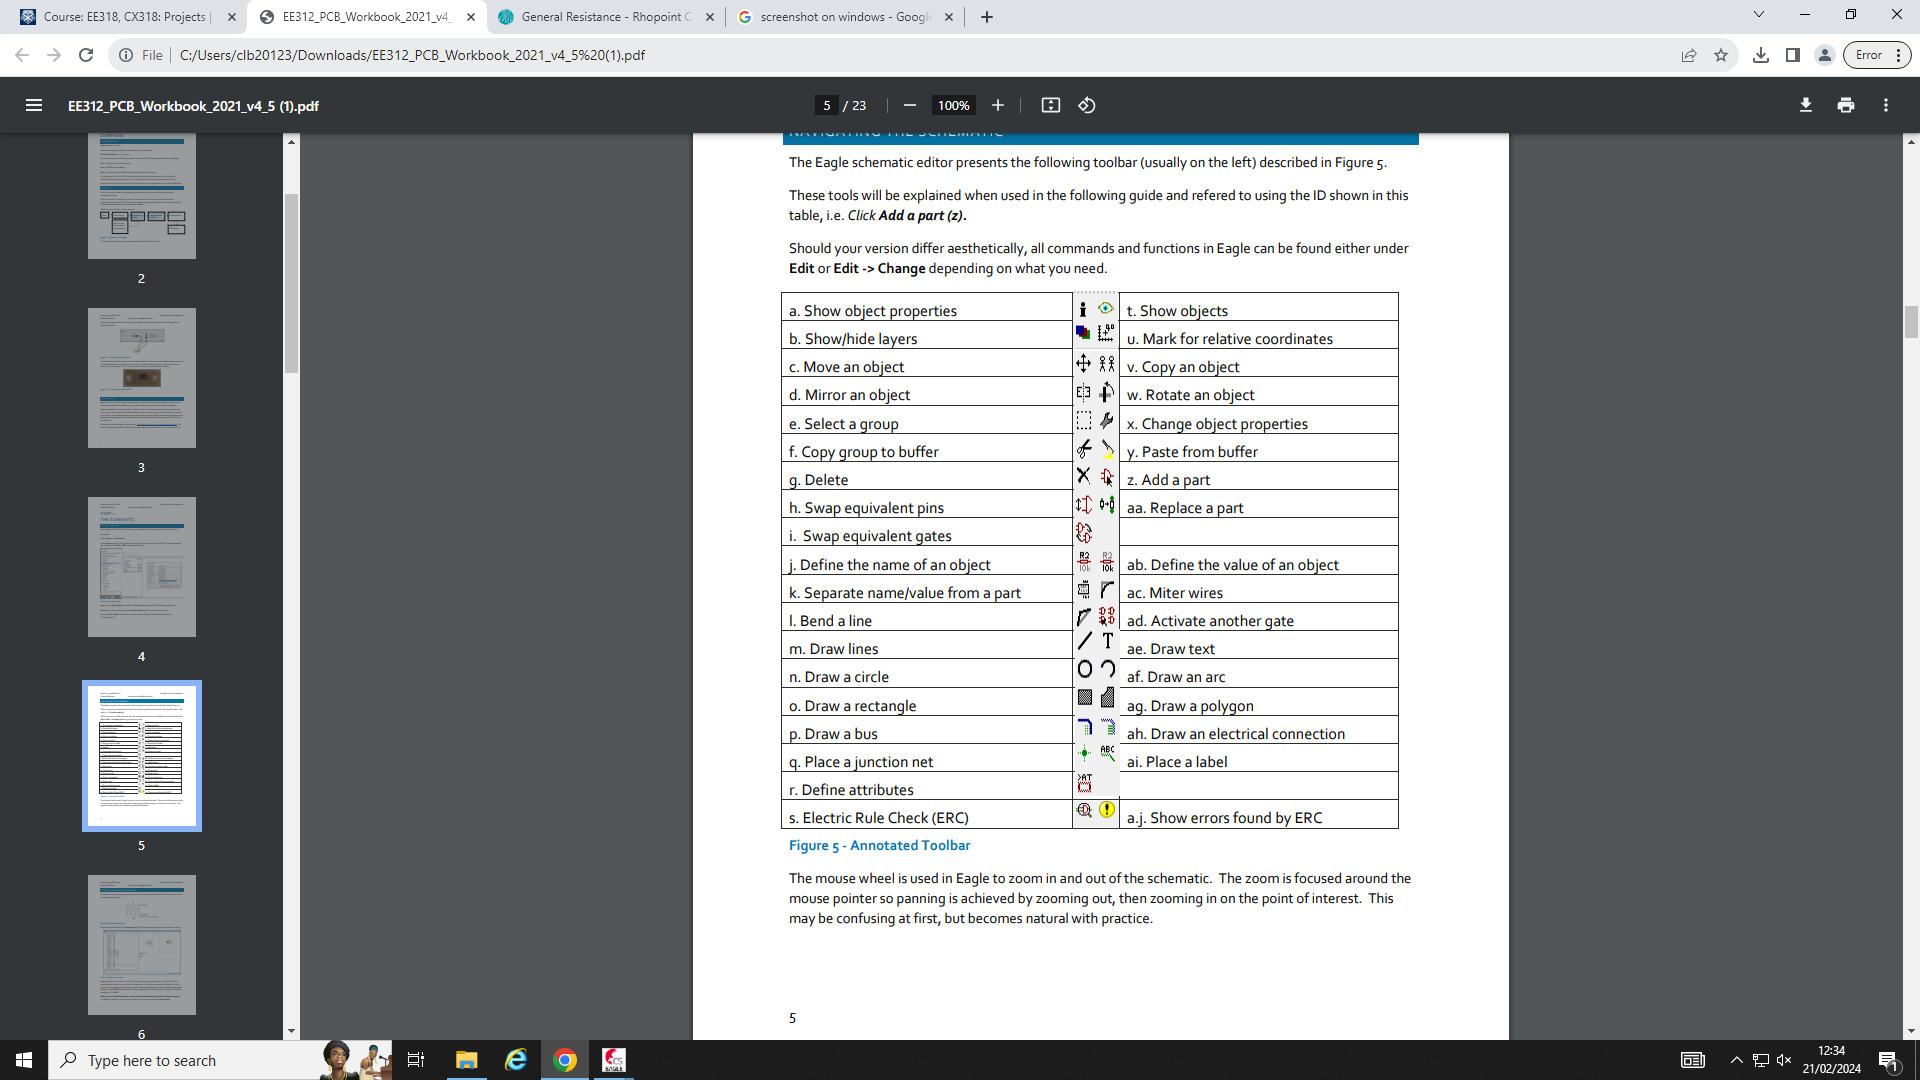 Course: EE318, CX318: Projects |
EE312_PCB_Workbook_2021_v4_
General Resistance - Rhopoint C
screenshot on windows - Google
File
C:/Users/clb20123/Downloads/EE312_PCB_Workbook_2021_v4_5%20(1).pdf
Error
EE312_PCB_Workbook_2021_v4_5 (1).pdf
5 / 23
100%
2
3
4
5
6
NAVIGATING THE SCHEMATIC
The Eagle schematic editor presents the following toolbar (usually on the left) described in Figure 5.
These tools will be explained when used in the following guide and refered to using the ID shown in this
table, i.e. Click Add a part (z).
Should your version differ aesthetically, all commands and functions in Eagle can be found either under
Edit or Edit -> Change depending on what you need.
a. Show object properties
t. Show objects
b. Show/hide layers
u. Mark for relative coordinates
c. Move an object
v. Copy an object
d. Mirror an object
w. Rotate an object
e. Select a group
x. Change object properties
f. Copy group to buffer
y. Paste from buffer
g. Delete
z. Add a part
h. Swap equivalent pins
aa. Replace a part
i. Swap equivalent gates
j. Define the name of an object
R2 10k
R2 10k
ab. Define the value of an object
k. Separate name/value from a part
ac. Miter wires
l. Bend a line
ad. Activate another gate
m. Draw lines
T
ae. Draw text
n. Draw a circle
af. Draw an arc
o. Draw a rectangle
ag. Draw a polygon
p. Draw a bus
ah. Draw an electrical connection
q. Place a junction net
ABC
ai. Place a label
r. Define attributes
>AT
s. Electric Rule Check (ERC)
a.j. Show errors found by ERC
Figure 5 - Annotated Toolbar
The mouse wheel is used in Eagle to zoom in and out of the schematic. The zoom is focused around the
mouse pointer so panning is achieved by zooming out, then zooming in on the point of interest. This
may be confusing at first, but becomes natural with practice.
5
Type here to search
CS
EAGLE
12:34
21/02/2024
1